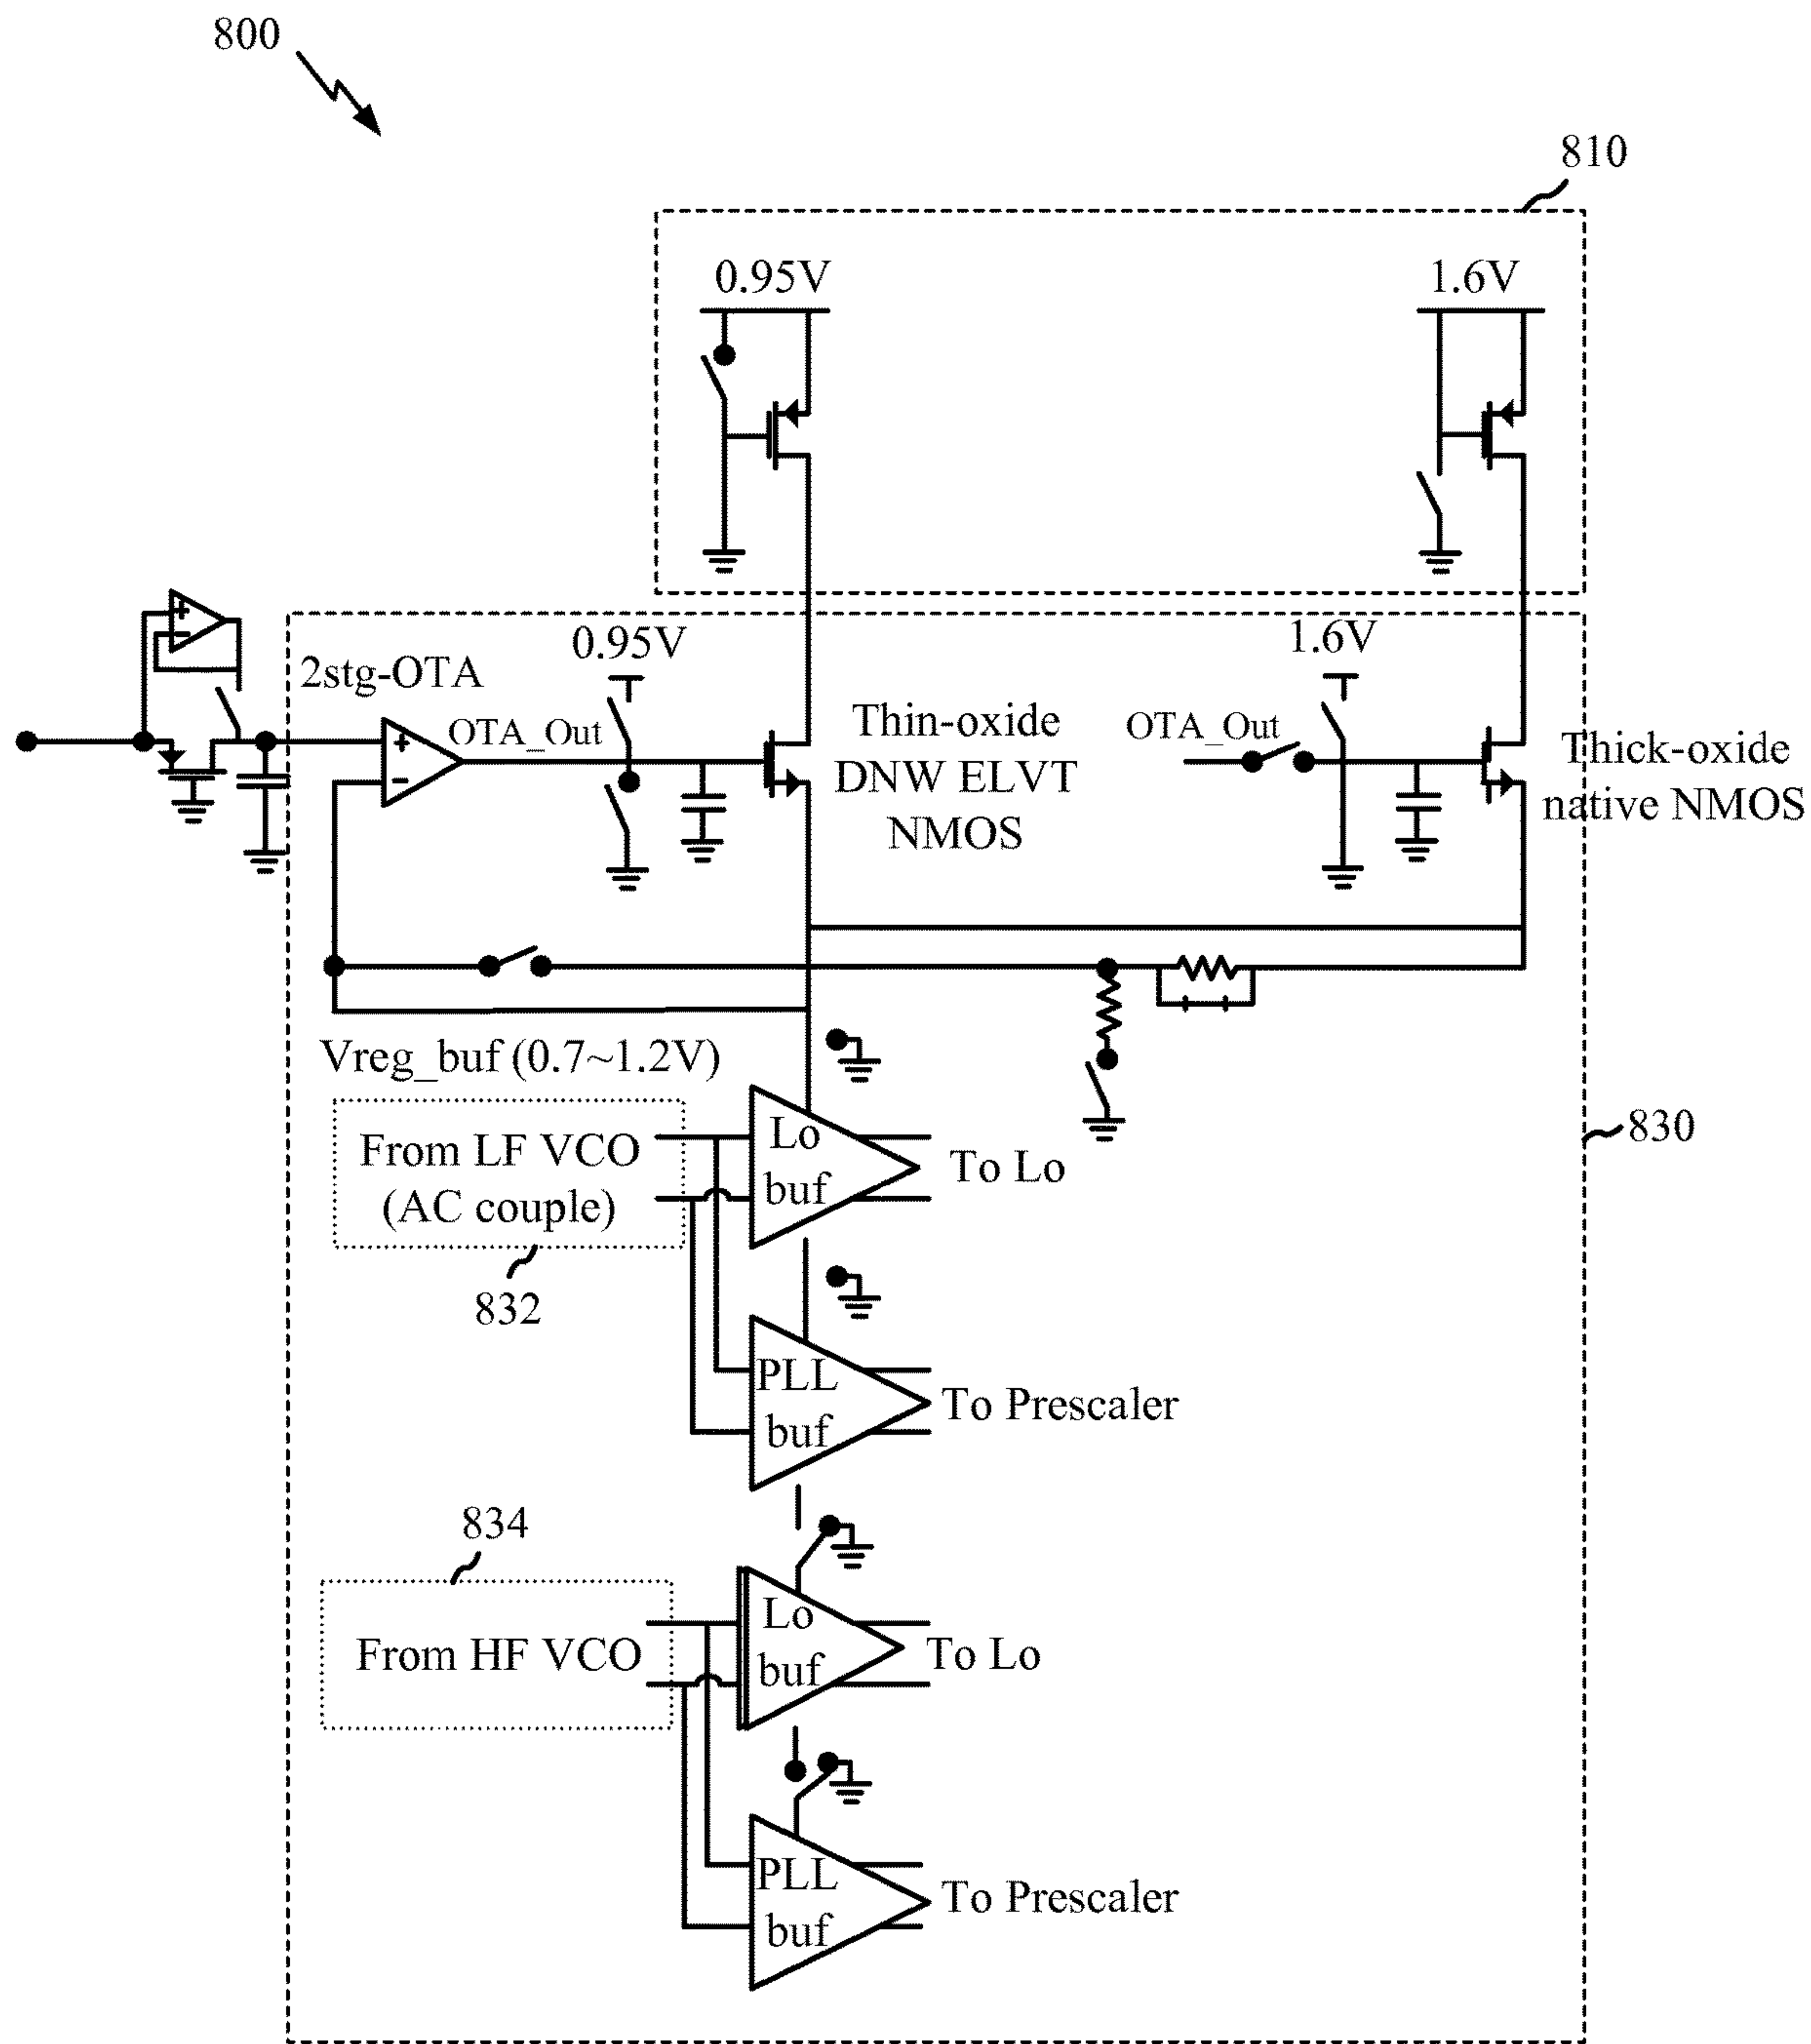 800
810
0.95V
1.6V
0.95V
1.6V
2stg-OTA
OTA_Out
Thin-oxide
DNW ELVT
NMOS
OTA_Out
Thick-oxide
native NMOS
+
-
+
-
Vreg_buf (0.7~1.2V)
From LF VCO
(AC couple)
832
Lo
buf
To Lo
830
PLL
buf
To Prescaler
834
From HF VCO
Lo
buf
To Lo
PLL
buf
To Prescaler